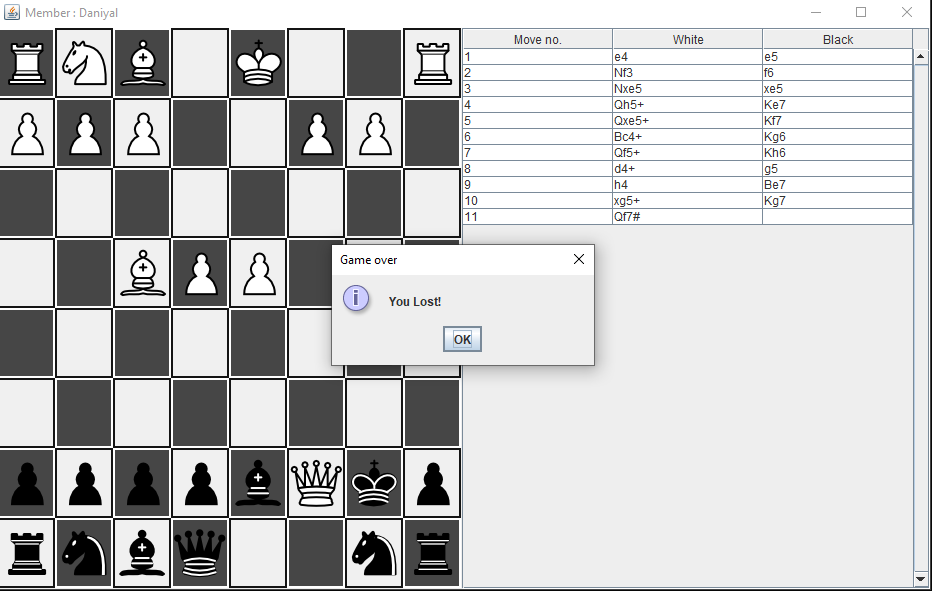 Member : Daniyal
Move no. White Black
1 e4 e5
2 Nf3 f6
3 Nxe5 xe5
4 Qh5+ Ke7
5 Qxe5+ Kf7
6 Bc4+ Kg6
7 Qf5+ Kh6
8 d4+ g5
9 h4 Be7
10 xg5+ Kg7
11 Qf7#
Game over
You Lost!
OK